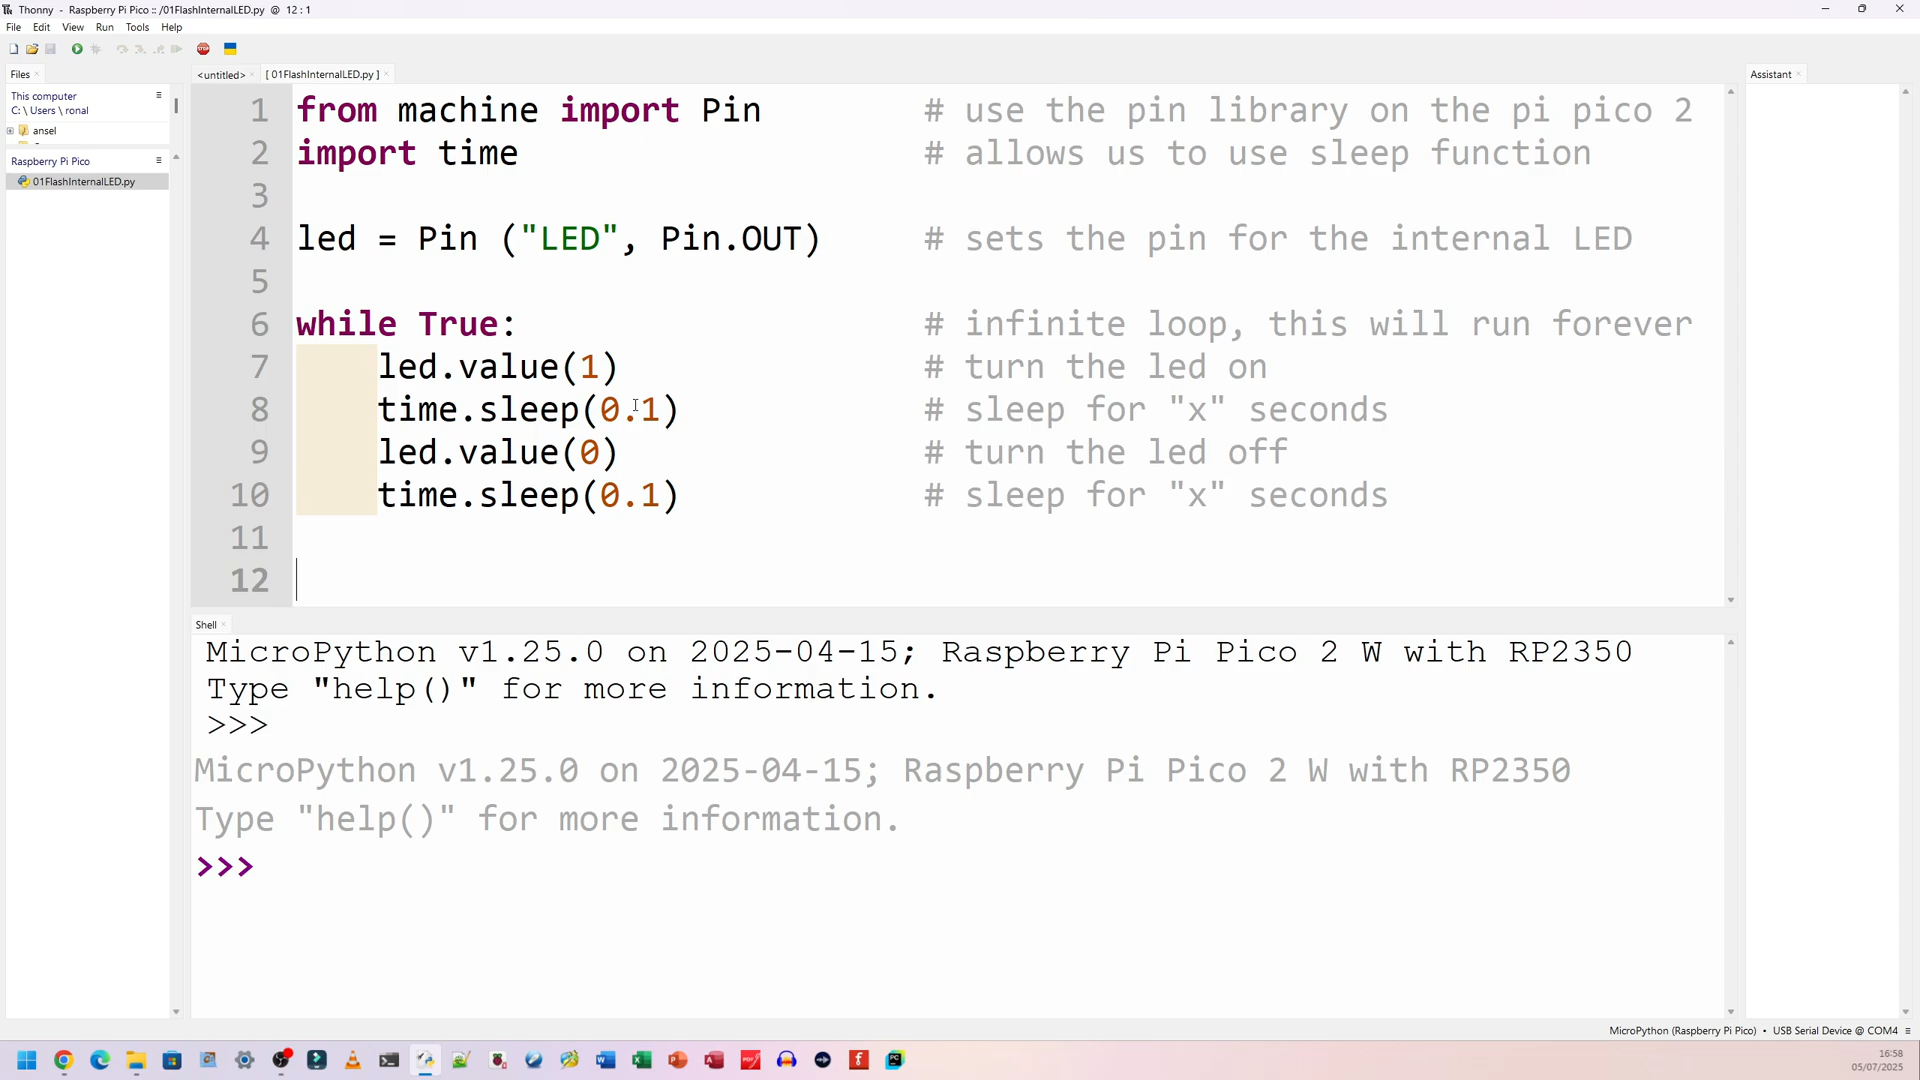 Thonny - Raspberry Pi Pico :: /01FlashInternalLED.py @ 12 : 1
File Edit View Run Tools Help
Files
This computer
C: \ Users \ ronal
ansel
Raspberry Pi Pico
01FlashInternalLED.py
<untitled>
[ 01FlashInternalLED.py ]
1 from machine import Pin # use the pin library on the pi pico 2
2 import time # allows us to use sleep function
3
4 led = Pin ("LED", Pin.OUT) # sets the pin for the internal LED
5
6 while True: # infinite loop, this will run forever
7 led.value(1) # turn the led on
8 time.sleep(0.1) # sleep for "x" seconds
9 led.value(0) # turn the led off
10 time.sleep(0.1) # sleep for "x" seconds
11
12
Shell
MicroPython v1.25.0 on 2025-04-15; Raspberry Pi Pico 2 W with RP2350
Type "help()" for more information.
>>>
MicroPython v1.25.0 on 2025-04-15; Raspberry Pi Pico 2 W with RP2350
Type "help()" for more information.
>>>
Assistant
MicroPython (Raspberry Pi Pico) • USB Serial Device @ COM4
16:58
05/07/2025